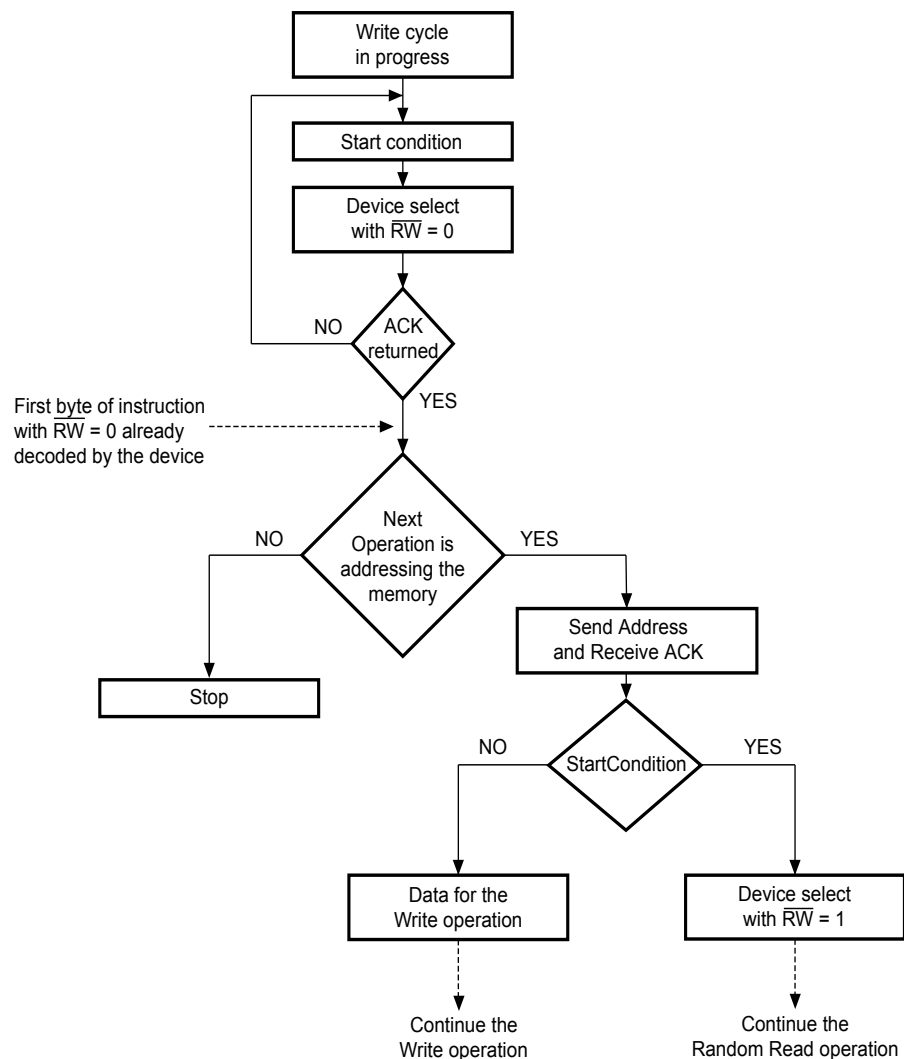 Write cycle
in progress
Start condition
Device select
with RW = 0
NO
ACK
returned
YES
First byte of instruction
with RW = 0 already
decoded by the device
NO
Next
Operation is
addressing the
memory
YES
Send Address
and Receive ACK
Stop
NO
StartCondition
YES
Data for the
Write operation
Device select
with RW = 1
Continue the
Write operation
Continue the
Random Read operation